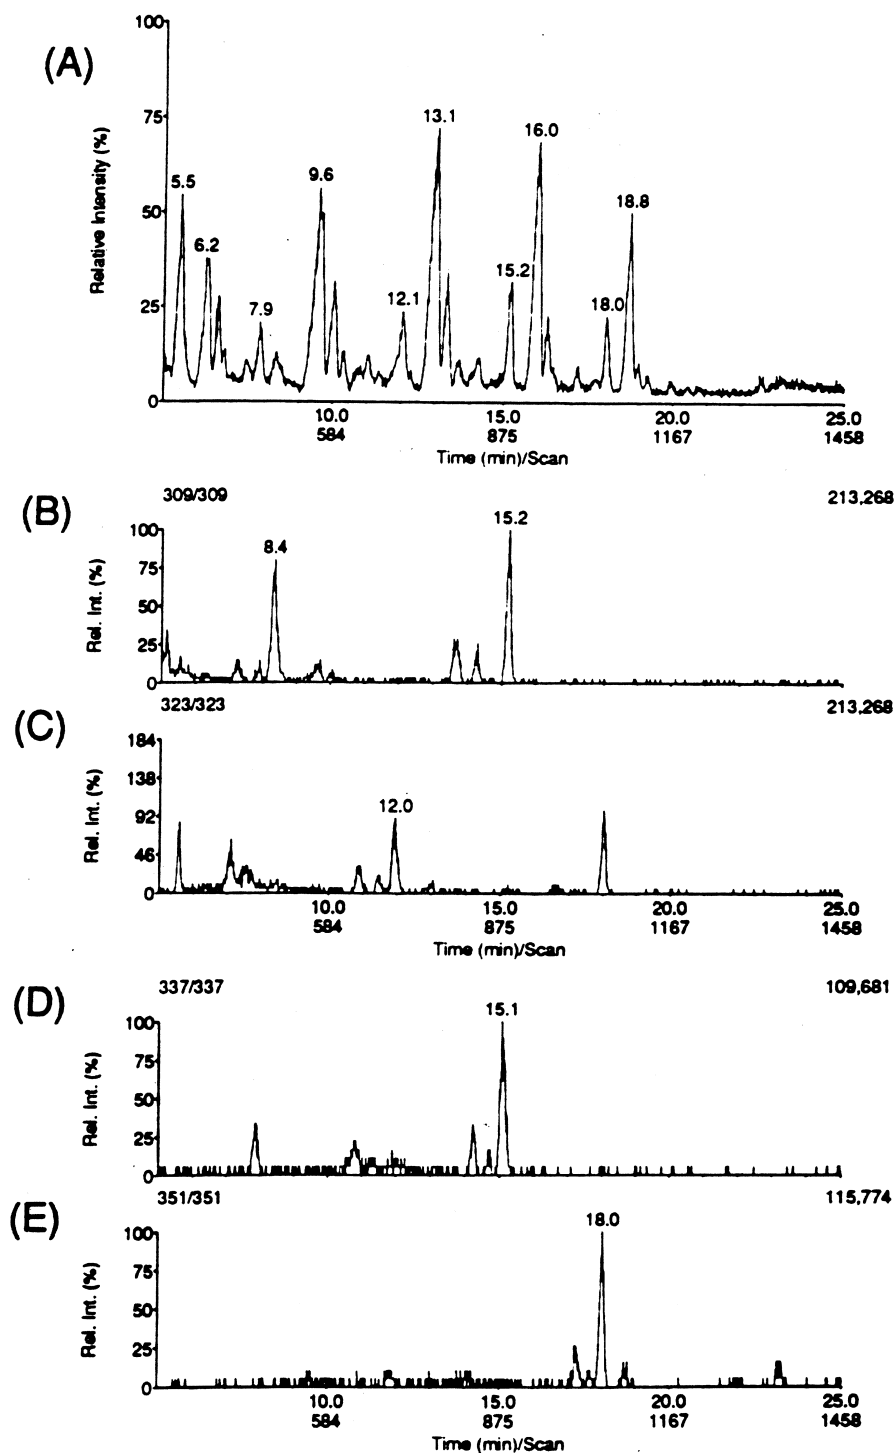 (A)
Relative Intensity (%)
100
75
50
25
0
5.5
6.2
7.9
9.6
12.1
13.1
15.2
16.0
18.0
18.8
10.0 15.0 20.0 25.0
584 875 1167 1458
Time (min)/Scan
(B)
309/309 213,268
Rel. Int. (%)
100
75
50
25
0
8.4
15.2
(C)
323/323 213,268
Rel. Int. (%)
184
138
92
46
0
12.0
10.0 15.0 20.0 25.0
584 875 1167 1458
Time (min)/Scan
(D)
337/337 109,681
Rel. Int. (%)
100
75
50
25
0
15.1
(E)
351/351 115,774
Rel. Int. (%)
100
75
50
25
0
18.0
10.0 15.0 20.0 25.0
584 875 1167 1458
Time (min)/Scan